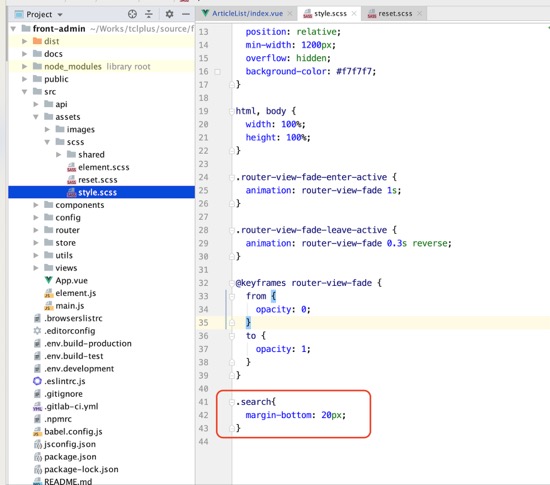 Project
ArticleList/index.vue
style.scss
reset.scss
front-admin ~/Works/tclplus/source/f
dist
docs
node_modules library root
public
src
api
assets
images
scss
shared
element.scss
reset.scss
style.scss
components
config
router
store
utils
views
App.vue
element.js
main.js
.browserslistrc
.editorconfig
.env.build-production
.env.build-test
.env.development
.eslintrc.js
.gitignore
.gitlab-ci.yml
.npmrc
babel.config.js
jsconfig.json
package.json
package-lock.json
README.md
13 position: relative;
14 min-width: 1200px;
15 overflow: hidden;
16 background-color: #f7f7f7;
17 }
18
19 html, body {
20 width: 100%;
21 height: 100%;
22 }
23
24 .router-view-fade-enter-active {
25 animation: router-view-fade 1s;
26 }
27
28 .router-view-fade-leave-active {
29 animation: router-view-fade 0.3s reverse;
30 }
31
32 @keyframes router-view-fade {
33 from {
34 opacity: 0;
35 }
36 to {
37 opacity: 1;
38 }
39 }
40
41 .search{
42 margin-bottom: 20px;
43 }
44